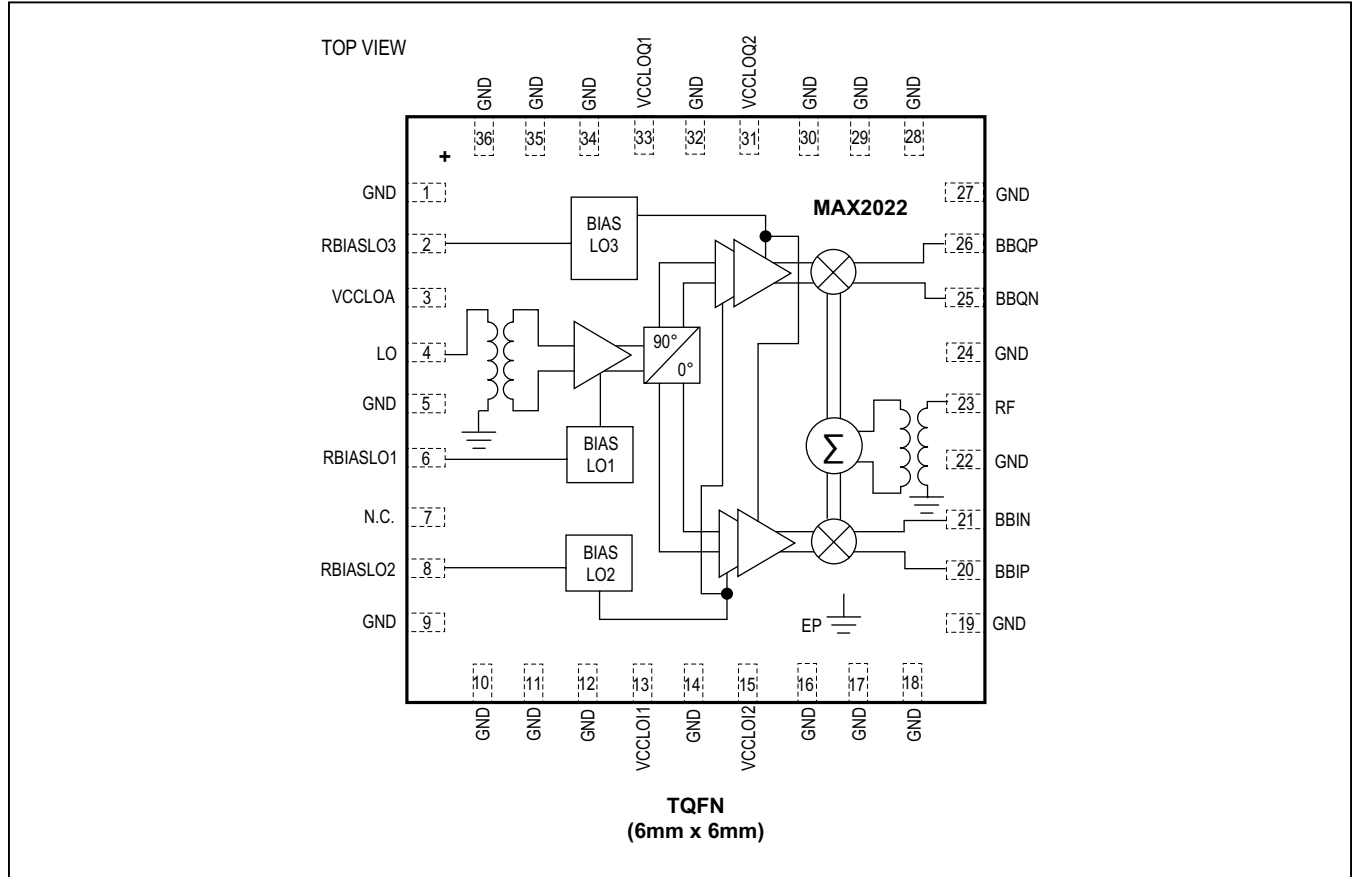 TOP VIEW
GND
GND
GND
VCCLOQ1
GND
VCCLOQ2
GND
GND
GND
36
35
34
33
32
31
30
29
28
+
MAX2022
GND 1
RBIASLO3 2
VCCLOA 3
LO 4
GND 5
RBIASLO1 6
N.C. 7
RBIASLO2 8
GND 9
BIAS
LO3
90°
0°
BIAS
LO1
BIAS
LO2
Σ
EP
27 GND
26 BBQP
25 BBQN
24 GND
23 RF
22 GND
21 BBIN
20 BBIP
19 GND
10
11
12
13
14
15
16
17
18
GND
GND
GND
VCCLOI1
GND
VCCLOI2
GND
GND
GND
TQFN
(6mm x 6mm)